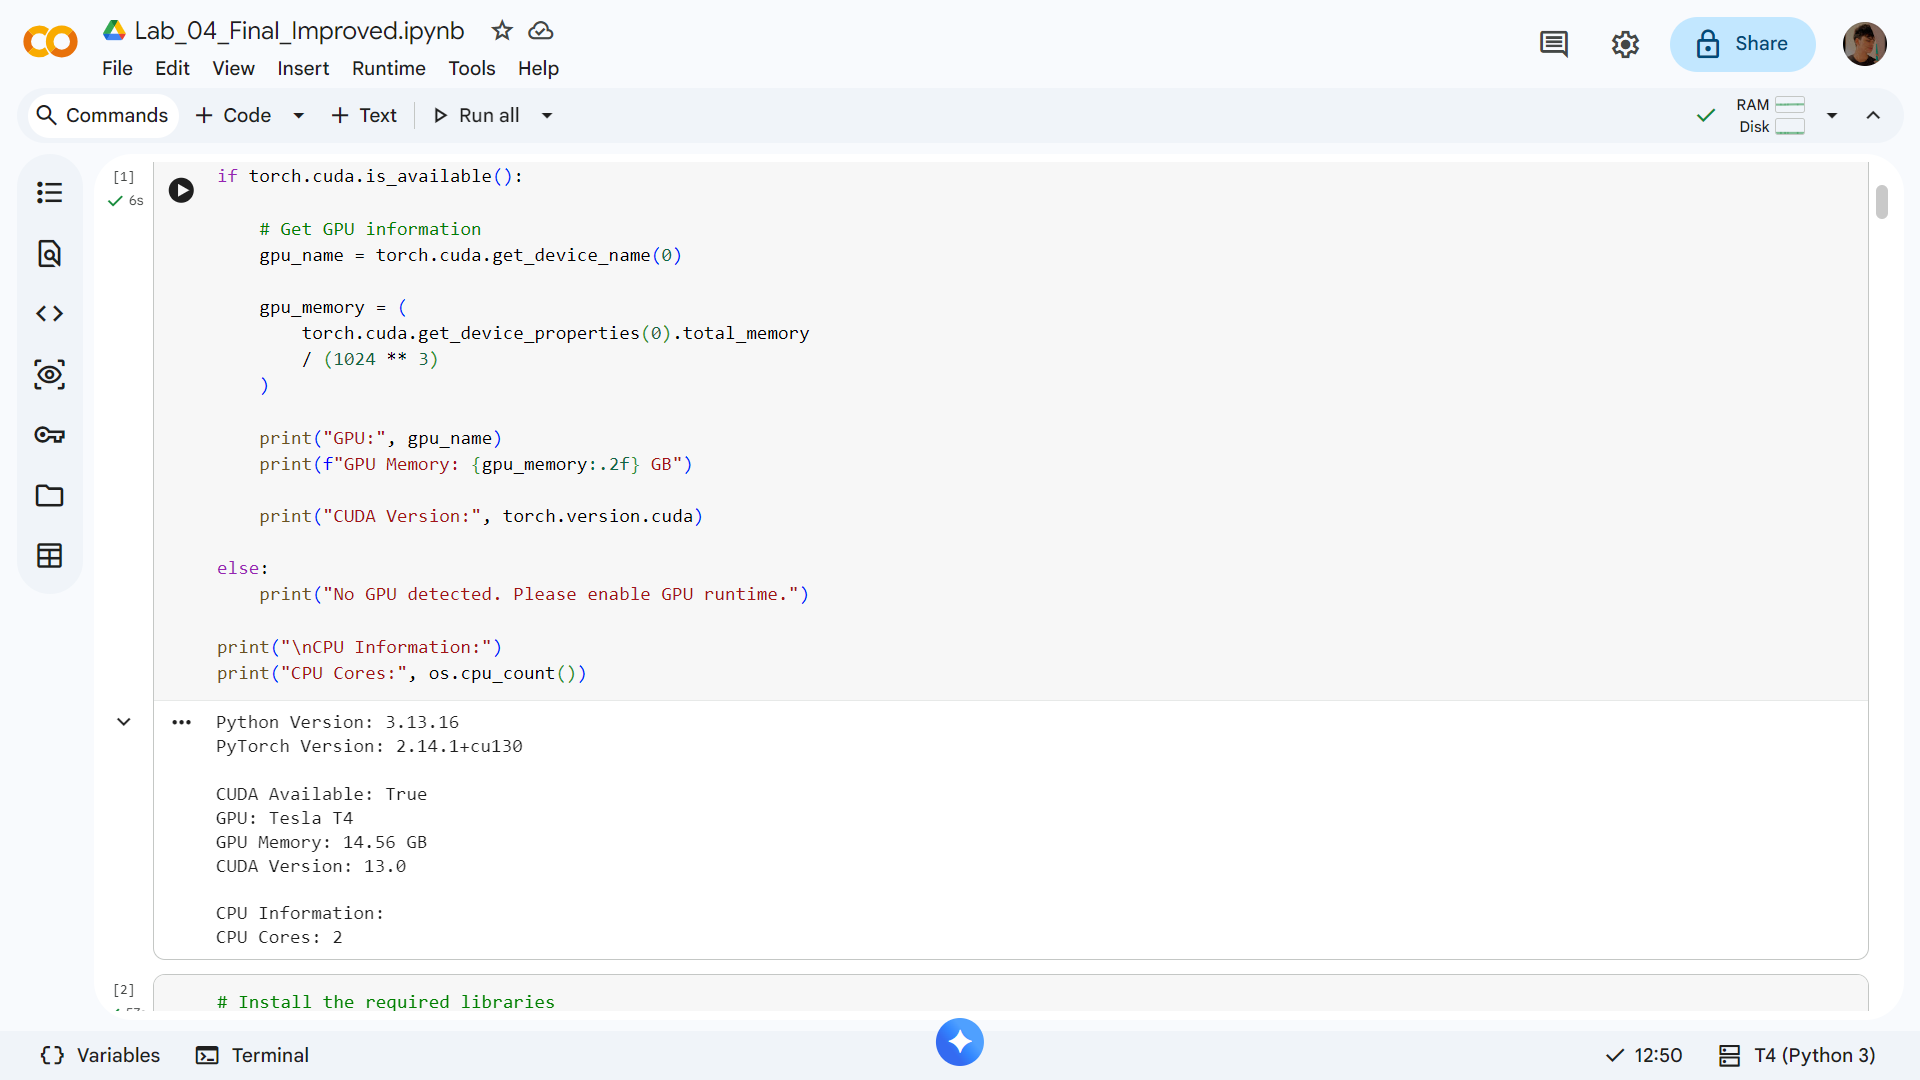 Lab_04_Final_Improved.ipynb
File Edit View Insert Runtime Tools Help
Share
Commands + Code + Text Run all
RAM
Disk
[1]
6s
if torch.cuda.is_available():
# Get GPU information
gpu_name = torch.cuda.get_device_name(0)
gpu_memory = (
torch.cuda.get_device_properties(0).total_memory
/ (1024 ** 3)
)
print("GPU:", gpu_name)
print(f"GPU Memory: {gpu_memory:.2f} GB")
print("CUDA Version:", torch.version.cuda)
else:
print("No GPU detected. Please enable GPU runtime.")
print("\nCPU Information:")
print("CPU Cores:", os.cpu_count())
Python Version: 3.13.16
PyTorch Version: 2.14.1+cu130
CUDA Available: True
GPU: Tesla T4
GPU Memory: 14.56 GB
CUDA Version: 13.0
CPU Information:
CPU Cores: 2
[2]
# Install the required libraries
{} Variables Terminal
12:50 T4 (Python 3)